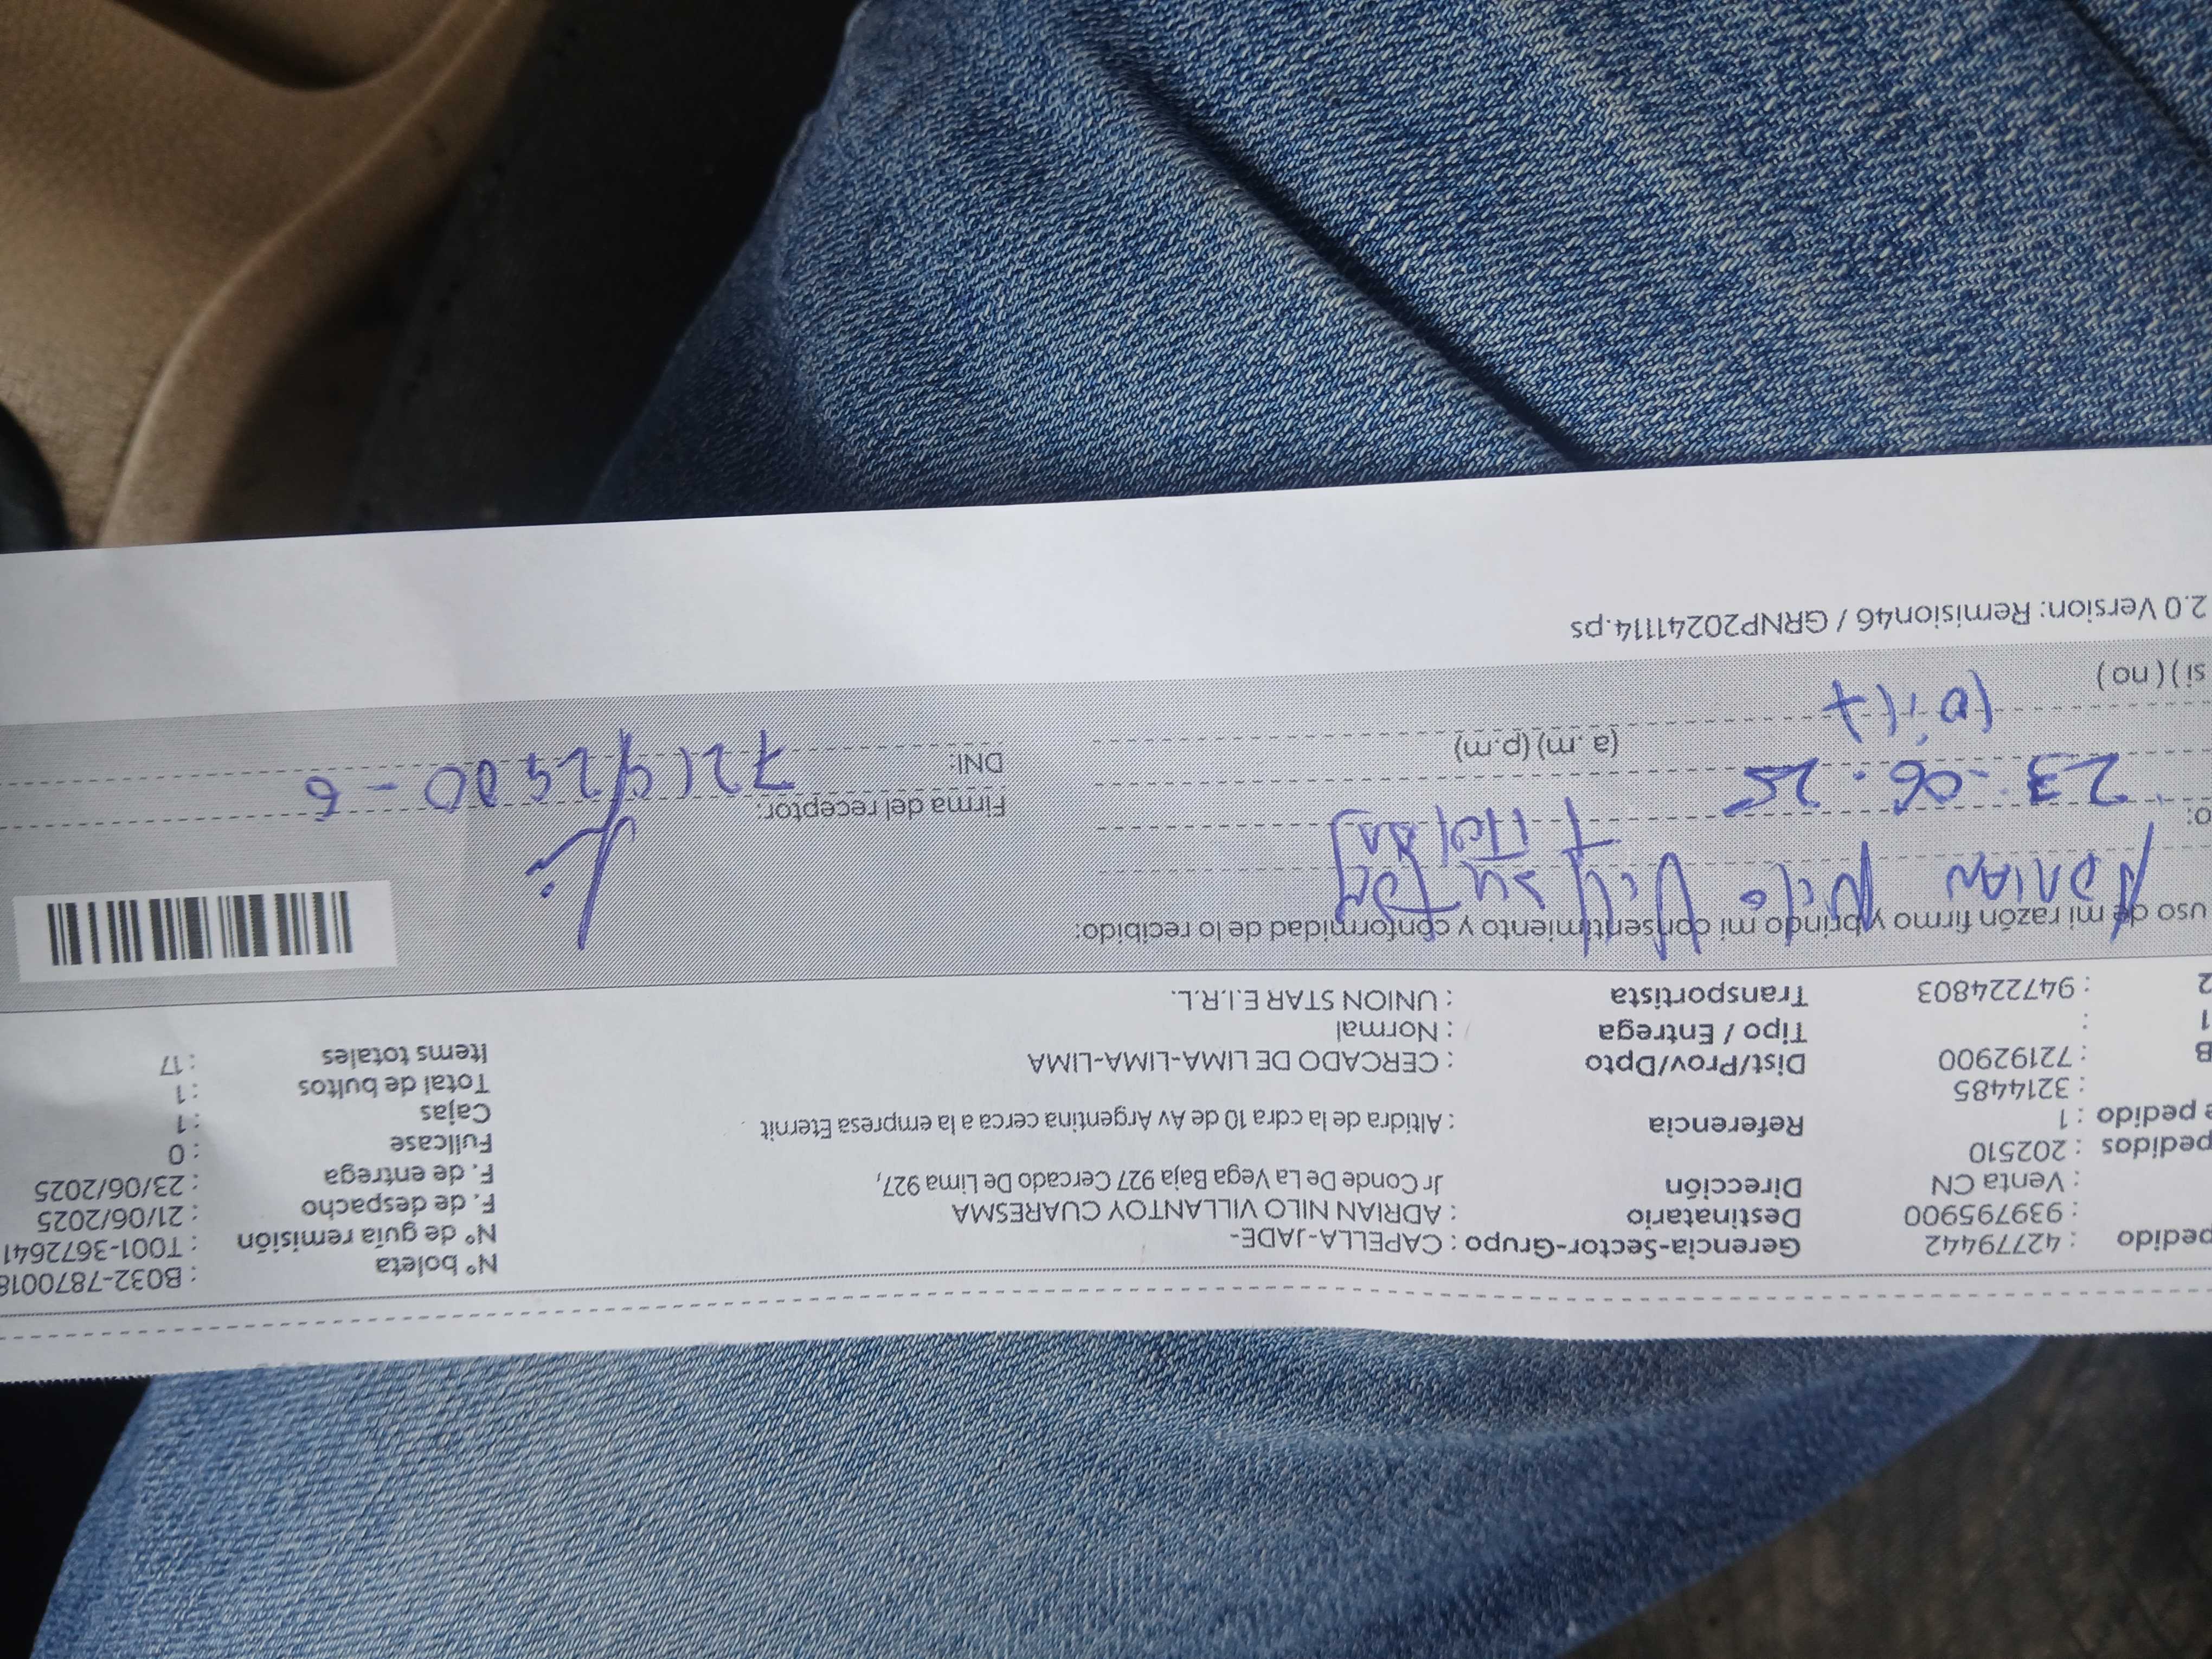 pedido : 42779442 Gerencia-Sector-Grupo : CAPELLA-JADE- N° boleta : B032-7870018
: 939795900 Destinatario : ADRIAN NILO VILLANTOY CUARESMA N° de guía remisión : T001-3672641
: Venta CN Dirección Jr Conde De La Vega Baja 927 Cercado De Lima 927, F. de despacho : 21/06/2025
pedidos : 202510 F. de entrega : 23/06/2025
e pedido : 1 Referencia : Altidra de la cdra 10 de Av Argentina cerca a la empresa Eternit Fullcase : 0
: 3214485 Cajas : 1
B : 72192900 Dist/Prov/Dpto : CERCADO DE LIMA-LIMA-LIMA Total de bultos : 1
1 : Tipo / Entrega : Normal Items totales : 17
2 : 947224803 Transportista : UNION STAR E.I.R.L.
uso de mi razón firmo y brindo mi consentimiento y conformidad de lo recibido:
ADRIAN Nilo
Titular
o: 23-06-25 Firma del receptor:
(a.m) (p.m) DNI: 72192900-6
si ) ( no )
2.0 Version: Remision46 / GRNP20241114.ps